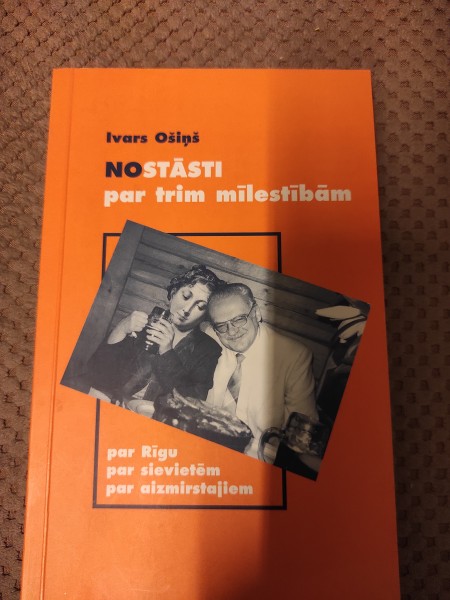 Ivars Ošiņš
NOSTĀSTI
par trim mīlestībām
par Rīgu
par sievietēm
par aizmirstajiem